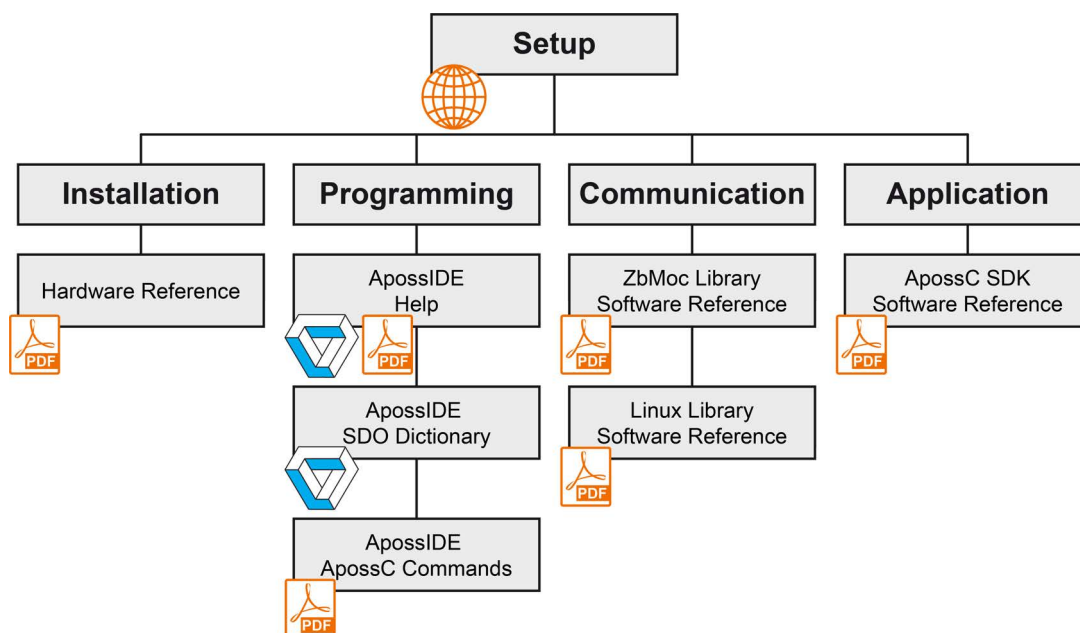 Setup
Installation
Programming
Communication
Application
Hardware Reference
PDF
ApossIDE
Help
PDF
ZbMoc Library
Software Reference
PDF
ApossC SDK
Software Reference
PDF
ApossIDE
SDO Dictionary
Linux Library
Software Reference
PDF
ApossIDE
ApossC Commands
PDF